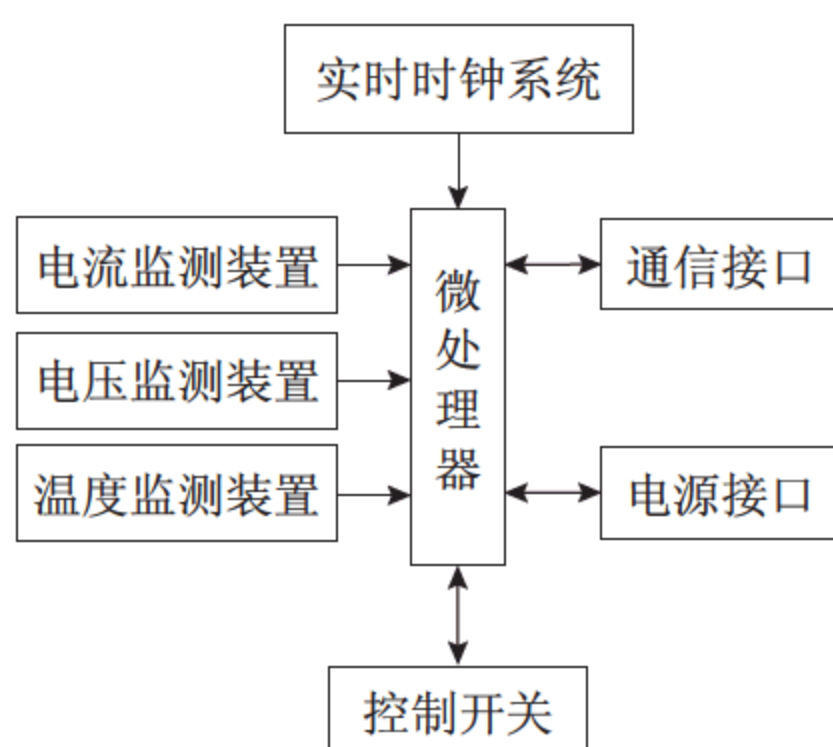 实时时钟系统
电流监测装置
电压监测装置
温度监测装置
微处理器
通信接口
电源接口
控制开关